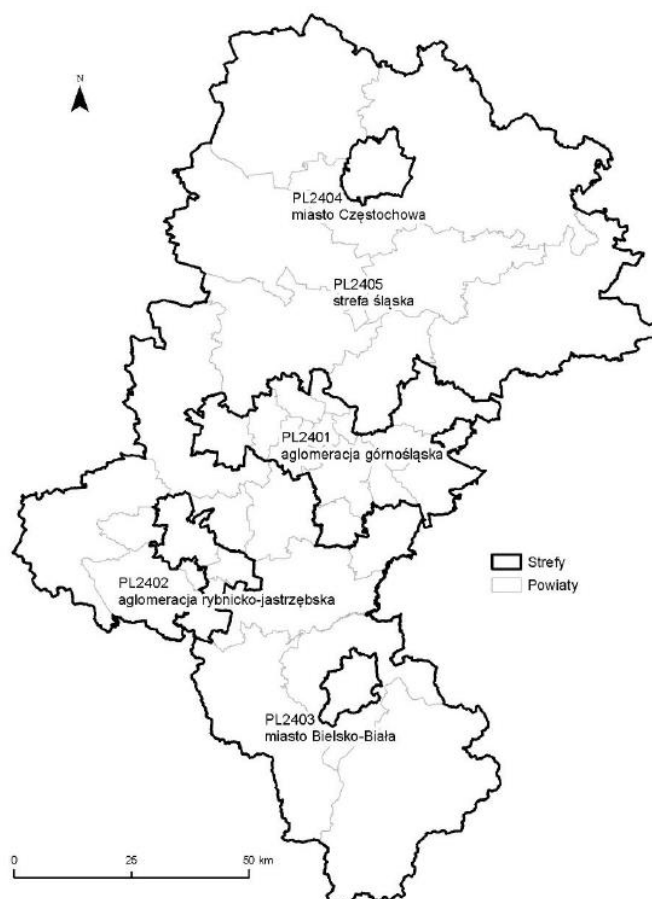 N
PL2404
miasto Częstochowa
PL2405
strefa śląska
PL2401
aglomeracja górnośląska
Strefy
Powiaty
PL2402
aglomeracja rybnicko-jastrzębska
PL2403
miasto Bielsko-Biała
0 25 50 km